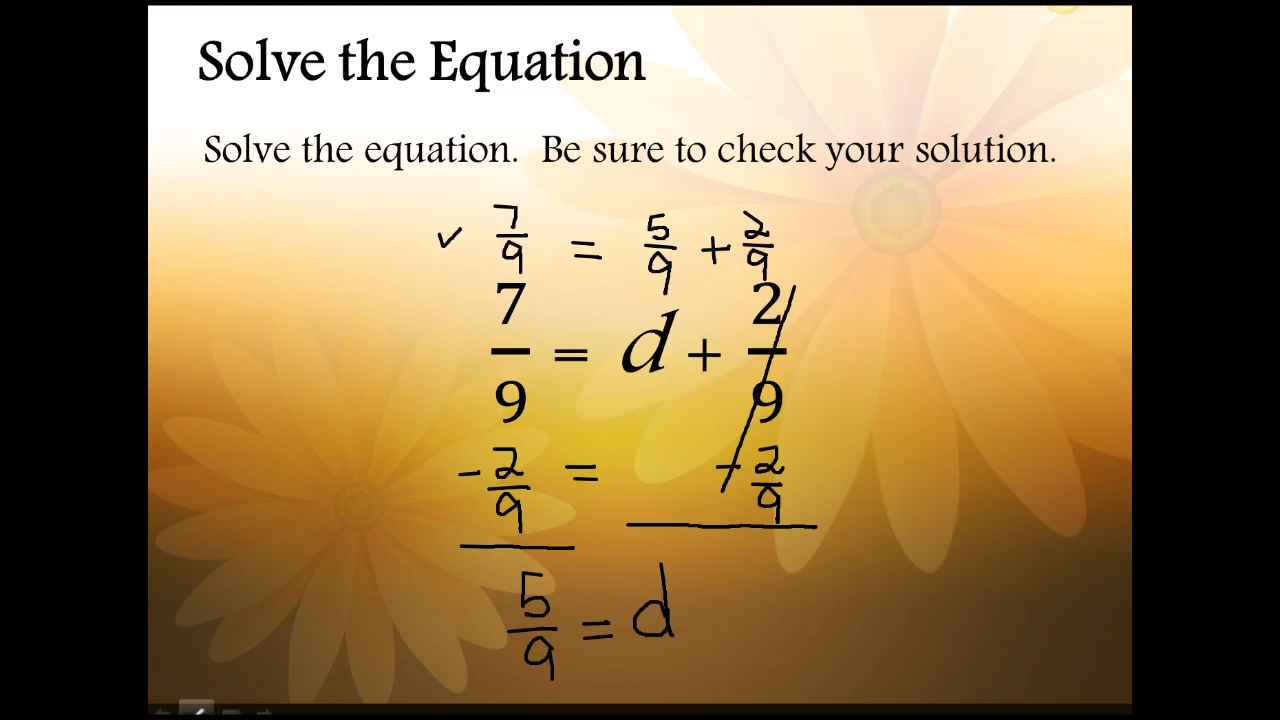 Solve the Equation
Solve the equation. Be sure to check your solution.
✓ 7/9 = 5/9 + 2/9
7/9 = d + 2/9
- 2/9 = - 2/9
5/9 = d